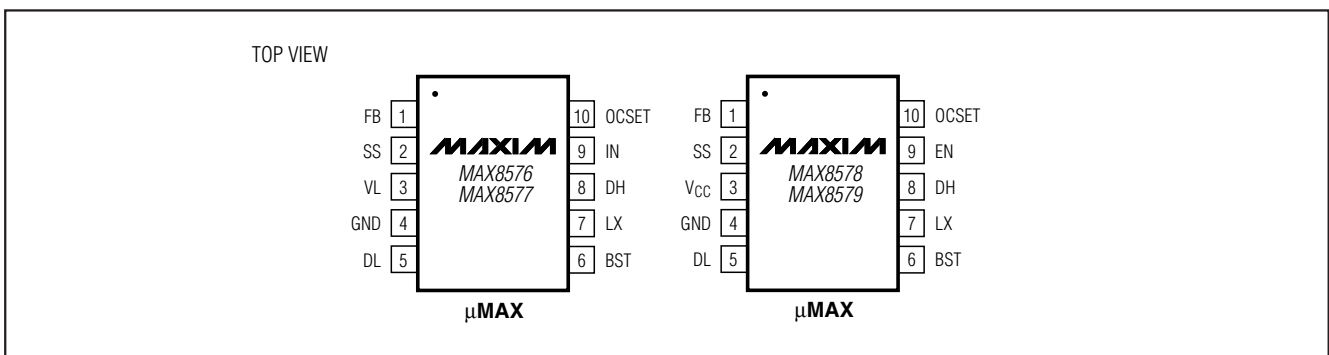 TOP VIEW
FB 1
SS 2
VL 3
GND 4
DL 5
MAXIM
MAX8576
MAX8577
10 OCSET
9 IN
8 DH
7 LX
6 BST
µMAX
FB 1
SS 2
VCC 3
GND 4
DL 5
MAXIM
MAX8578
MAX8579
10 OCSET
9 EN
8 DH
7 LX
6 BST
µMAX